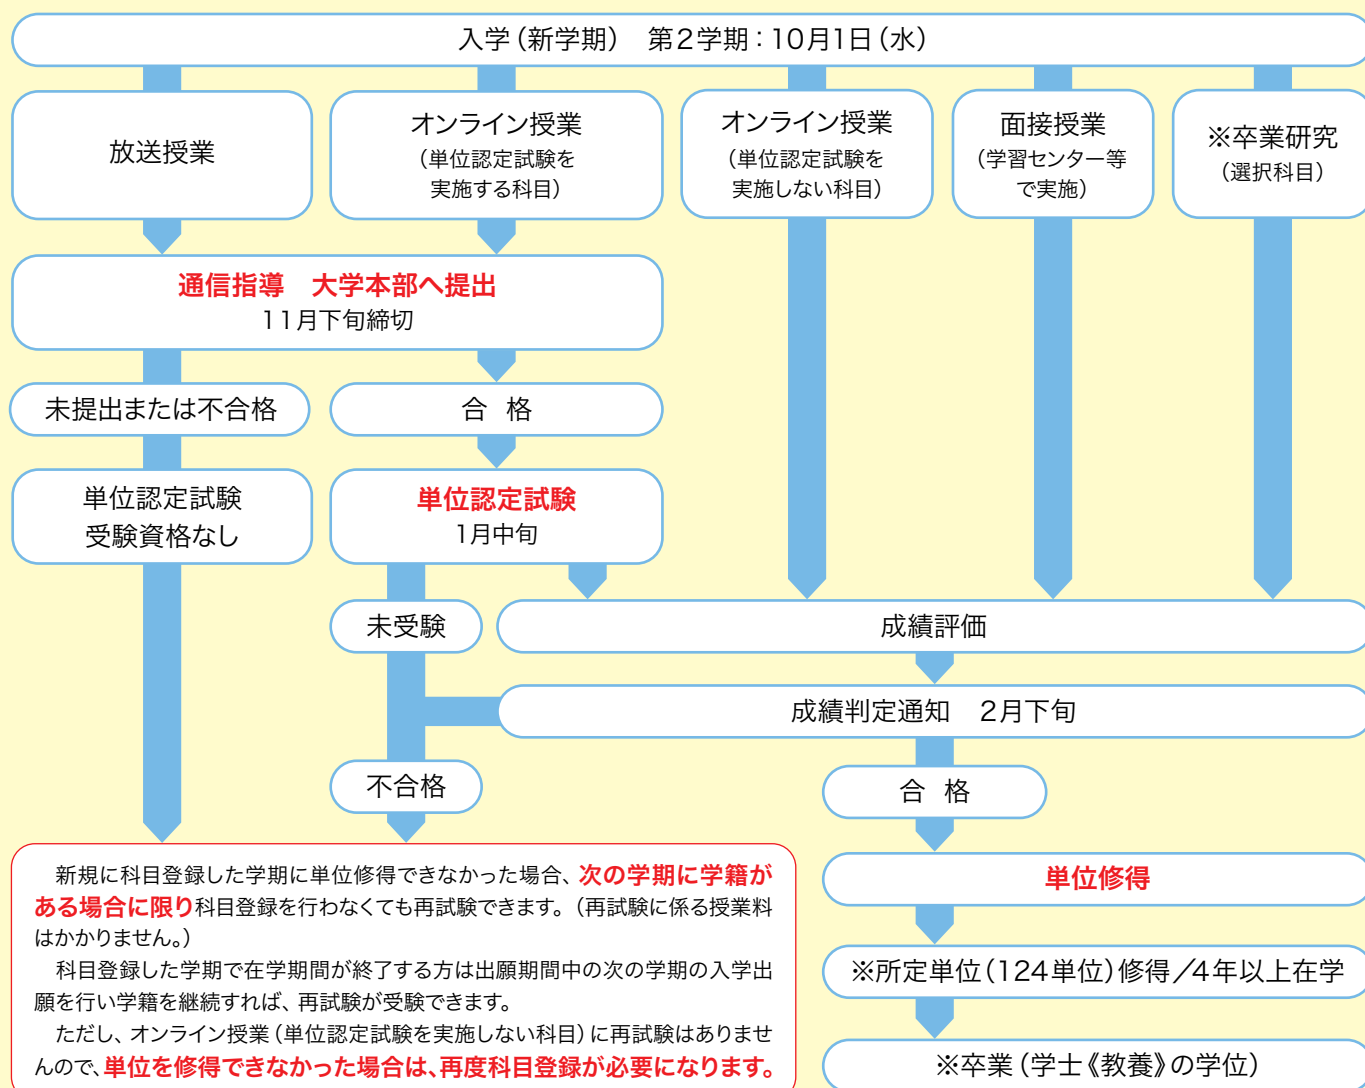 入学（新学期）　第2学期：10月1日（水）
放送授業
オンライン授業
（単位認定試験を
実施する科目）
オンライン授業
（単位認定試験を
実施しない科目）
面接授業
（学習センター等
で実施）
※卒業研究
（選択科目）
通信指導　大学本部へ提出
11月下旬締切
未提出または不合格
合 格
単位認定試験
受験資格なし
単位認定試験
1月中旬
未受験
成績評価
成績判定通知　2月下旬
不合格
合 格
新規に科目登録した学期に単位修得できなかった場合、次の学期に学籍が
ある場合に限り科目登録を行わなくても再試験できます。（再試験に係る授業料
はかかりません。）
科目登録した学期で在学期間が終了する方は出願期間中の次の学期の入学出
願を行い学籍を継続すれば、再試験が受験できます。
ただし、オンライン授業（単位認定試験を実施しない科目）に再試験はありませ
んので、単位を修得できなかった場合は、再度科目登録が必要になります。
単位修得
※所定単位（124単位）修得／4年以上在学
※卒業（学士《教養》の学位）